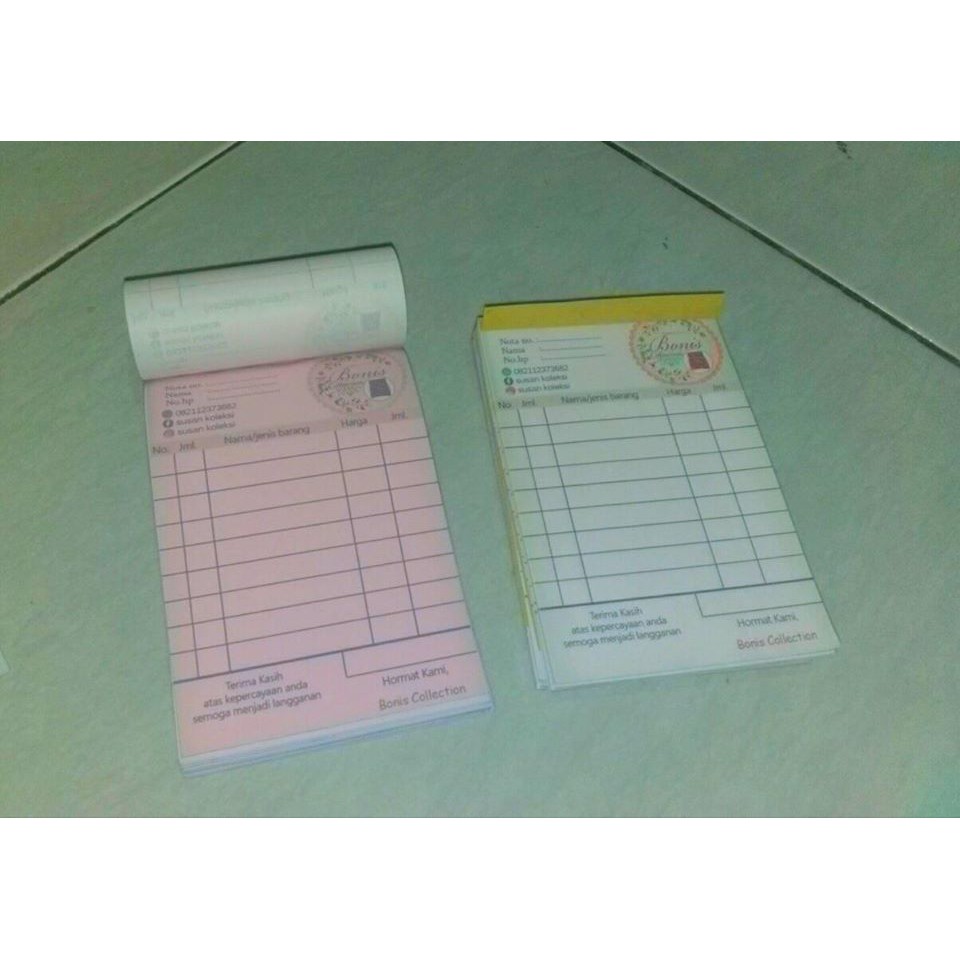 Nota no.
Nama
No.hp
082112373682
susan koleksi
susan koleksi
Bonis
No. Jml. Nama/jenis barang Harga Jml.
Terima Kasih
atas kepercayaan anda
semoga menjadi langganan
Hormat Kami,
Bonis Collection
Nota no.
Nama
No.hp
082112373682
susan koleksi
susan koleksi
Bonis
No. Jml. Nama/jenis barang Harga Jml.
Terima Kasih
atas kepercayaan anda
semoga menjadi langganan
Hormat Kami,
Bonis Collection